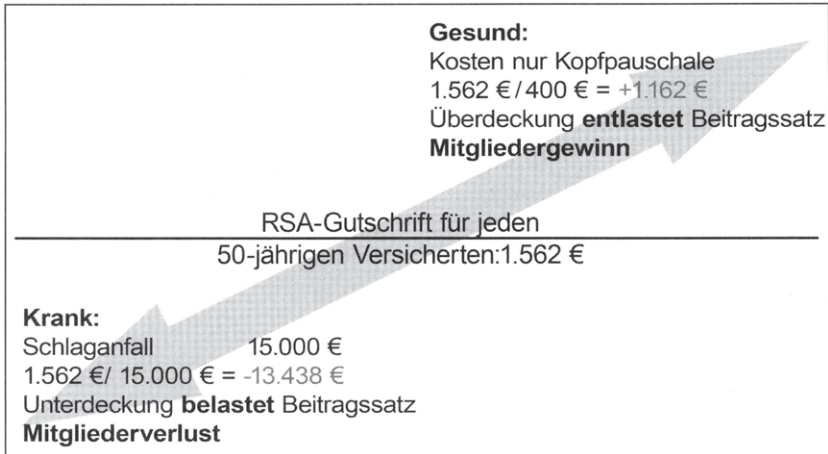 Gesund:
Kosten nur Kopfpauschale
1.562 €/400 € = +1.162 €
Überdeckung entlastet Beitragssatz
Mitgliedergewinn
RSA-Gutschrift für jeden
50-jährigen Versicherten:1.562 €
Krank:
Schlaganfall 15.000 €
1.562 €/ 15.000 € = -13.438 €
Unterdeckung belastet Beitragssatz
Mitgliederverlust